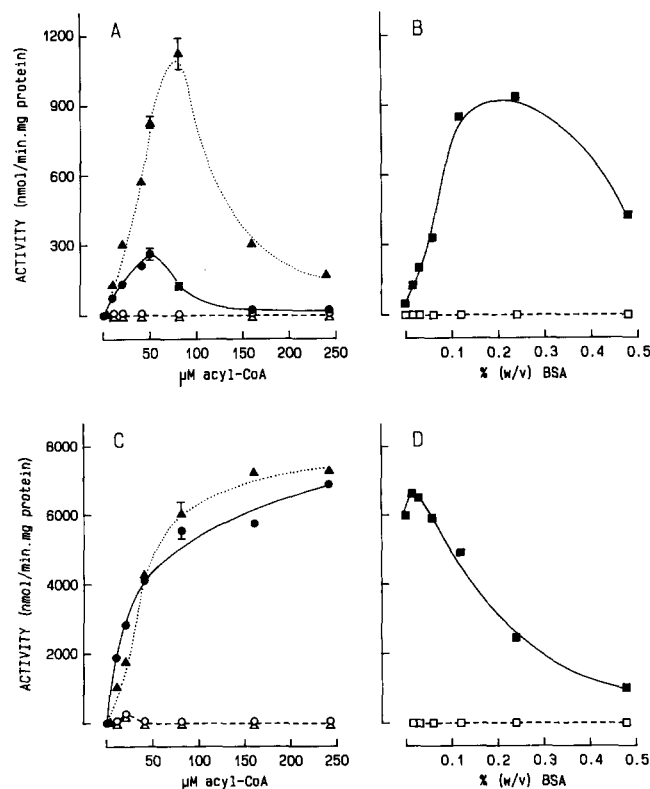 A
B
ACTIVITY (nmol/min.mg protein)
1200
900
600
300
50 100 150 200 250
μM acyl-CoA
0.1 0.2 0.3 0.4 0.5
% (w/v) BSA
C
D
ACTIVITY (nmol/min.mg protein)
8000
6000
4000
2000
0
50 100 150 200 250
μM acyl-CoA
0.1 0.2 0.3 0.4 0.5
% (w/v) BSA